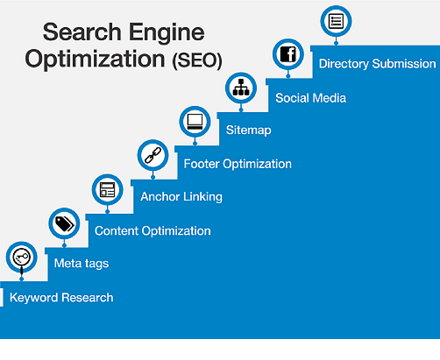 Search Engine
Optimization (SEO)
Directory Submission
Social Media
Sitemap
Footer Optimization
Anchor Linking
Content Optimization
Meta tags
Keyword Research